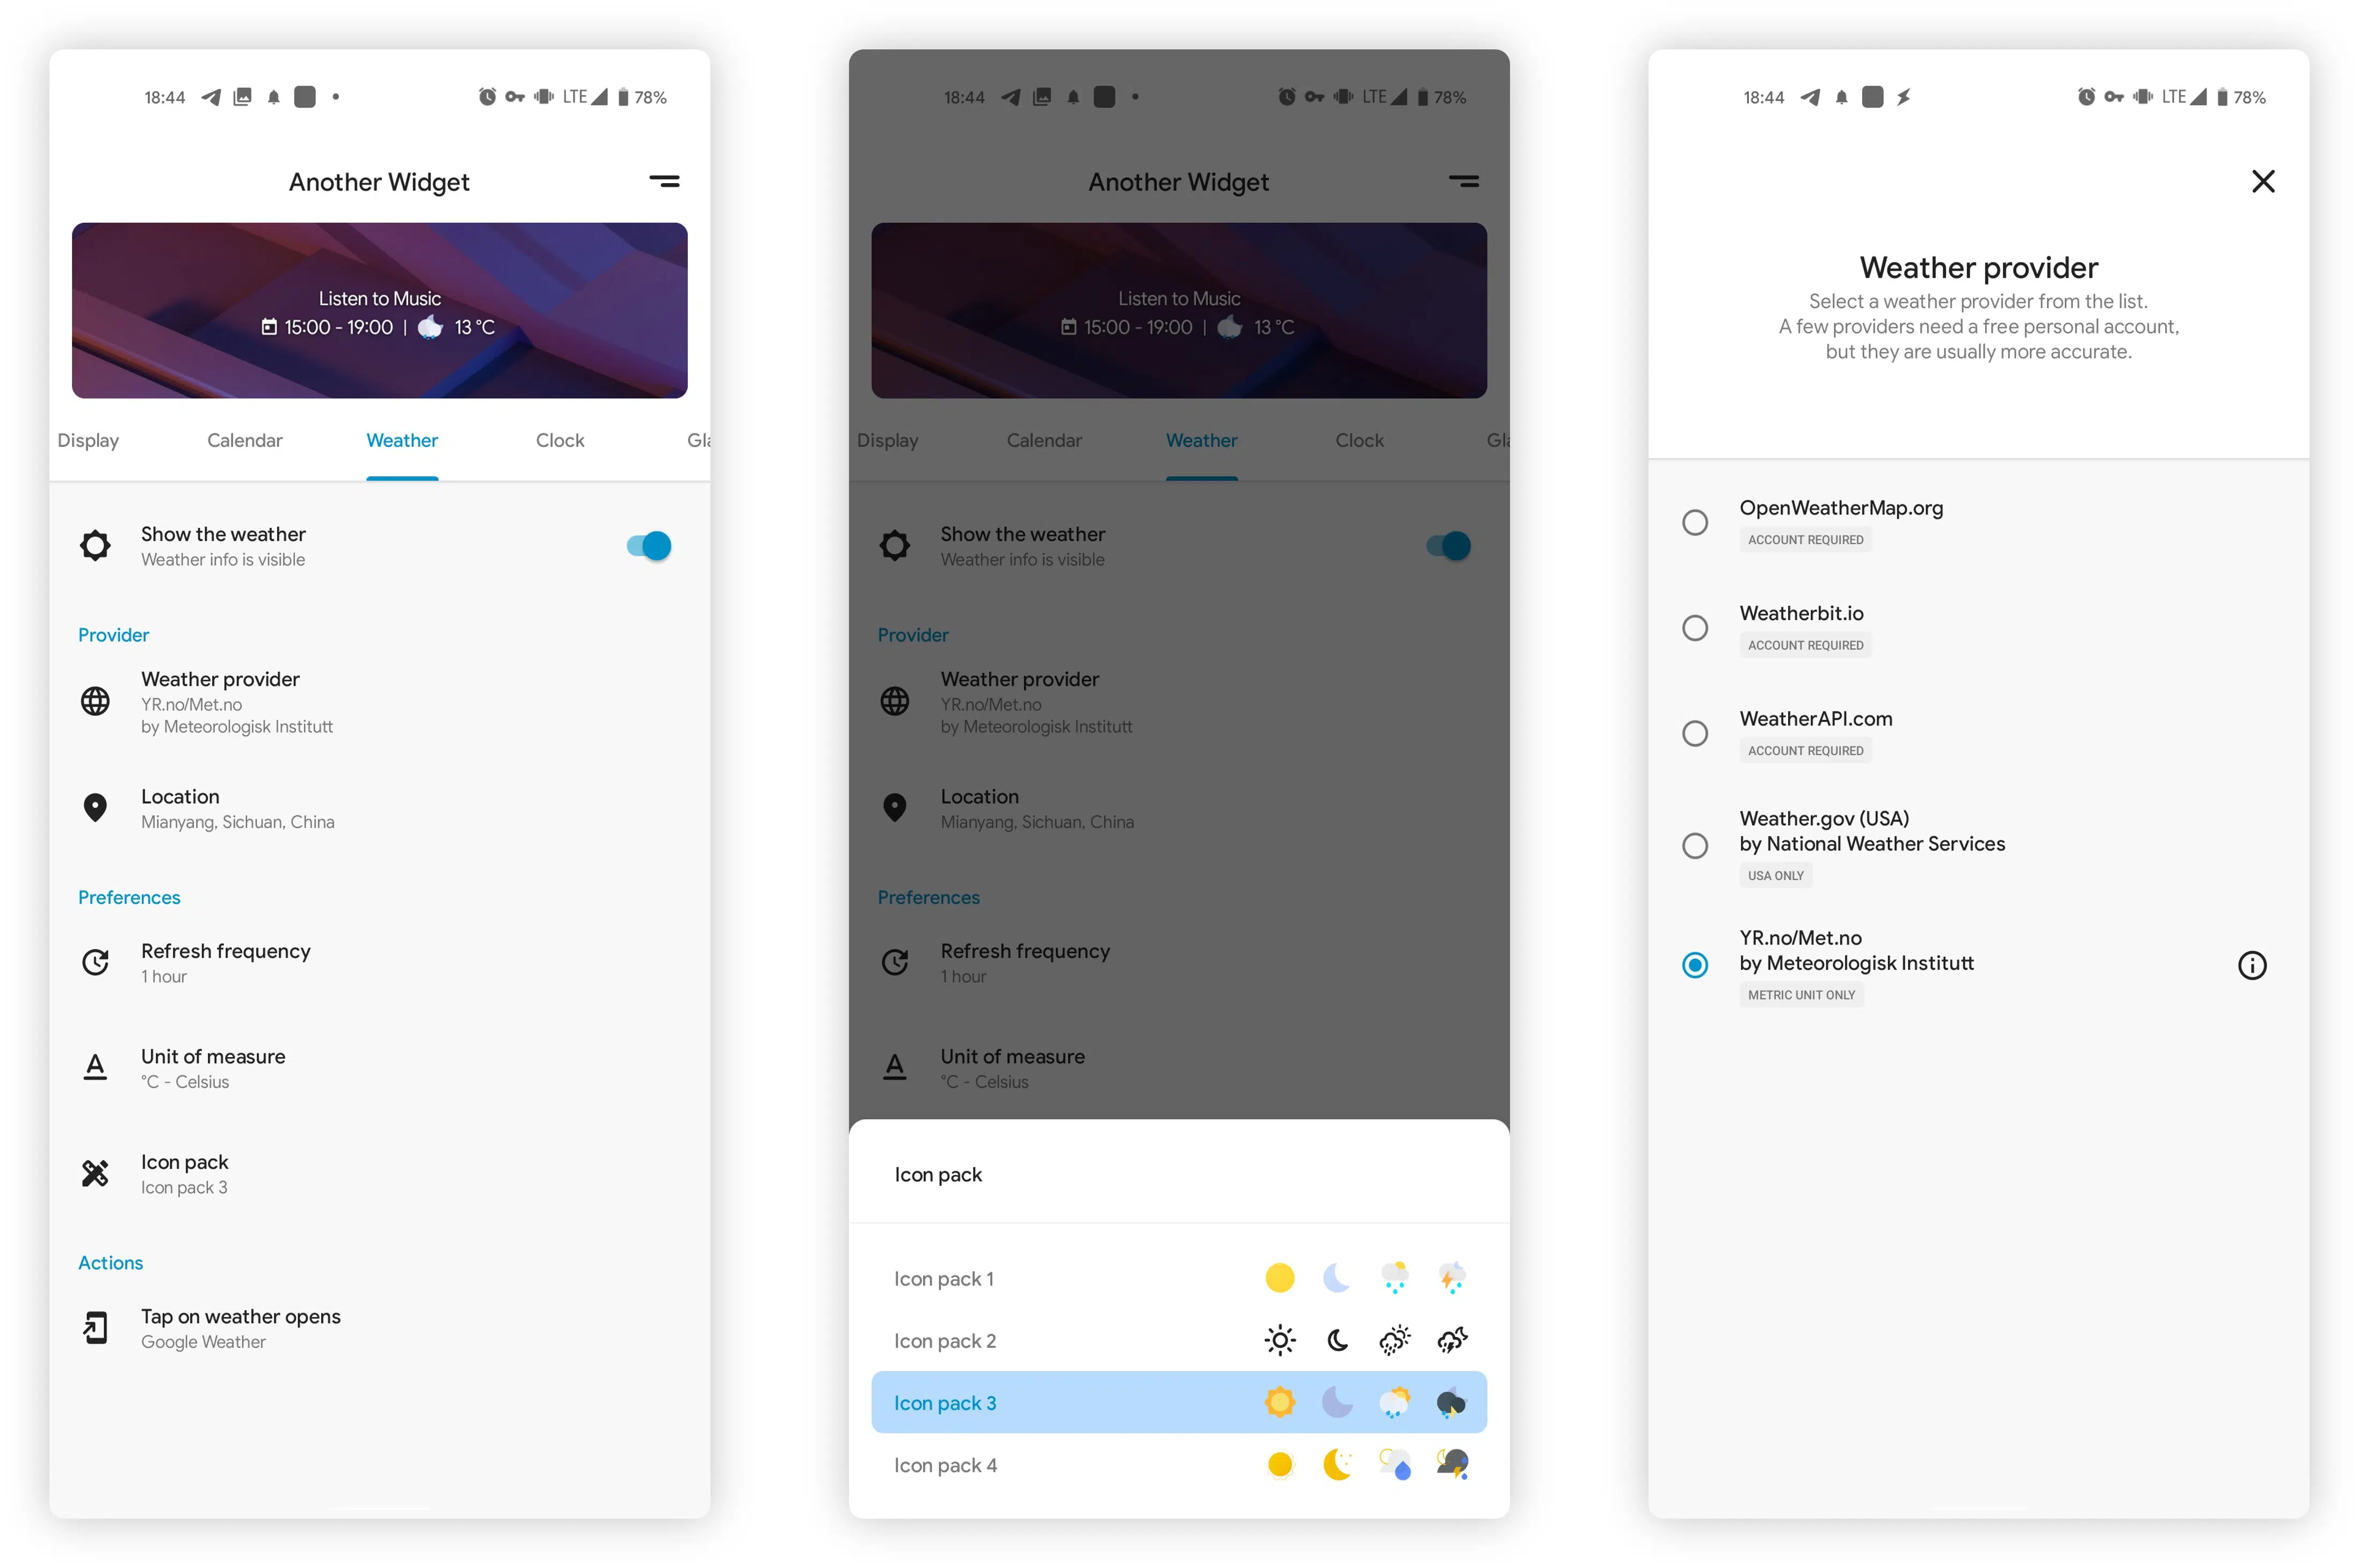 18:44
LTE 78%
Another Widget
Listen to Music
15:00 - 19:00 | 13 °C
Display Calendar Weather Clock Gla
Show the weather
Weather info is visible
Provider
Weather provider
YR.no/Met.no
by Meteorologisk Institutt
Location
Mianyang, Sichuan, China
Preferences
Refresh frequency
1 hour
Unit of measure
°C - Celsius
Icon pack
Icon pack 3
Actions
Tap on weather opens
Google Weather
18:44
LTE 78%
Another Widget
Listen to Music
15:00 - 19:00 | 13 °C
Display Calendar Weather Clock Gla
Show the weather
Weather info is visible
Provider
Weather provider
YR.no/Met.no
by Meteorologisk Institutt
Location
Mianyang, Sichuan, China
Preferences
Refresh frequency
1 hour
Unit of measure
°C - Celsius
Icon pack
Icon pack 1
Icon pack 2
Icon pack 3
Icon pack 4
18:44
LTE 78%
Weather provider
Select a weather provider from the list.
A few providers need a free personal account,
but they are usually more accurate.
OpenWeatherMap.org
ACCOUNT REQUIRED
Weatherbit.io
ACCOUNT REQUIRED
WeatherAPI.com
ACCOUNT REQUIRED
Weather.gov (USA)
by National Weather Services
USA ONLY
YR.no/Met.no
by Meteorologisk Institutt
METRIC UNIT ONLY